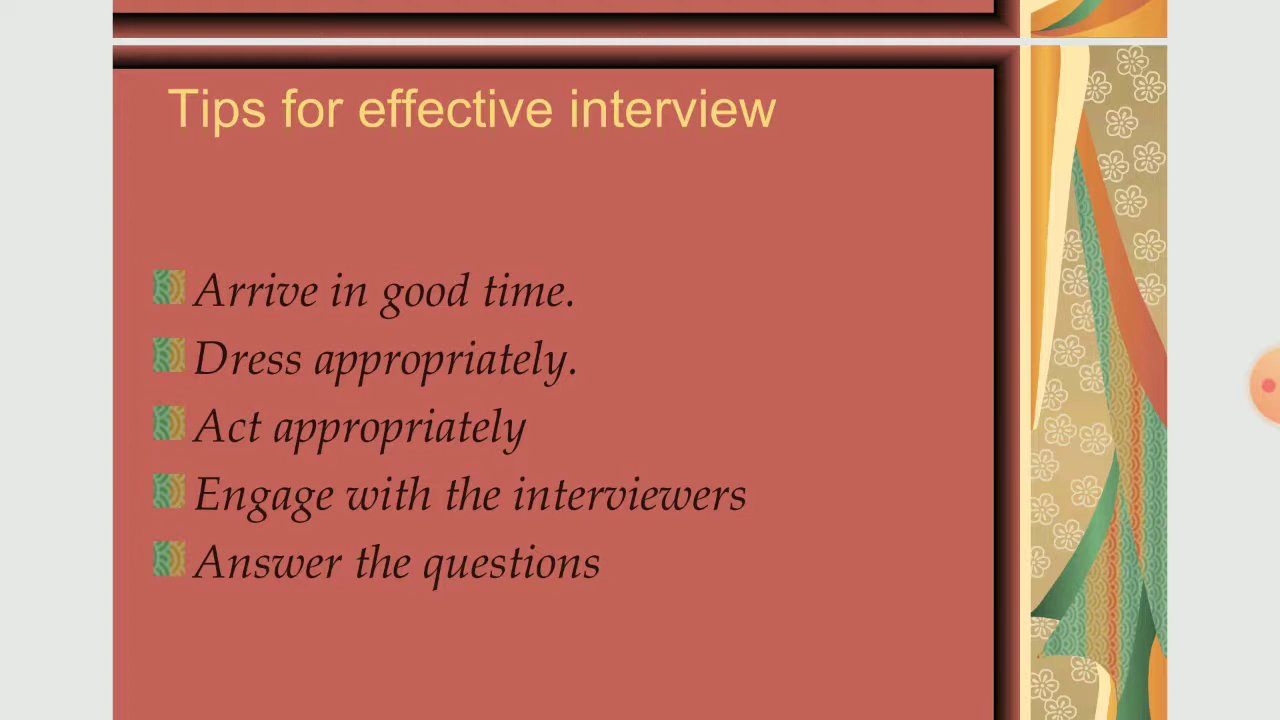 Tips for effective interview
Arrive in good time.
Dress appropriately.
Act appropriately
Engage with the interviewers
Answer the questions